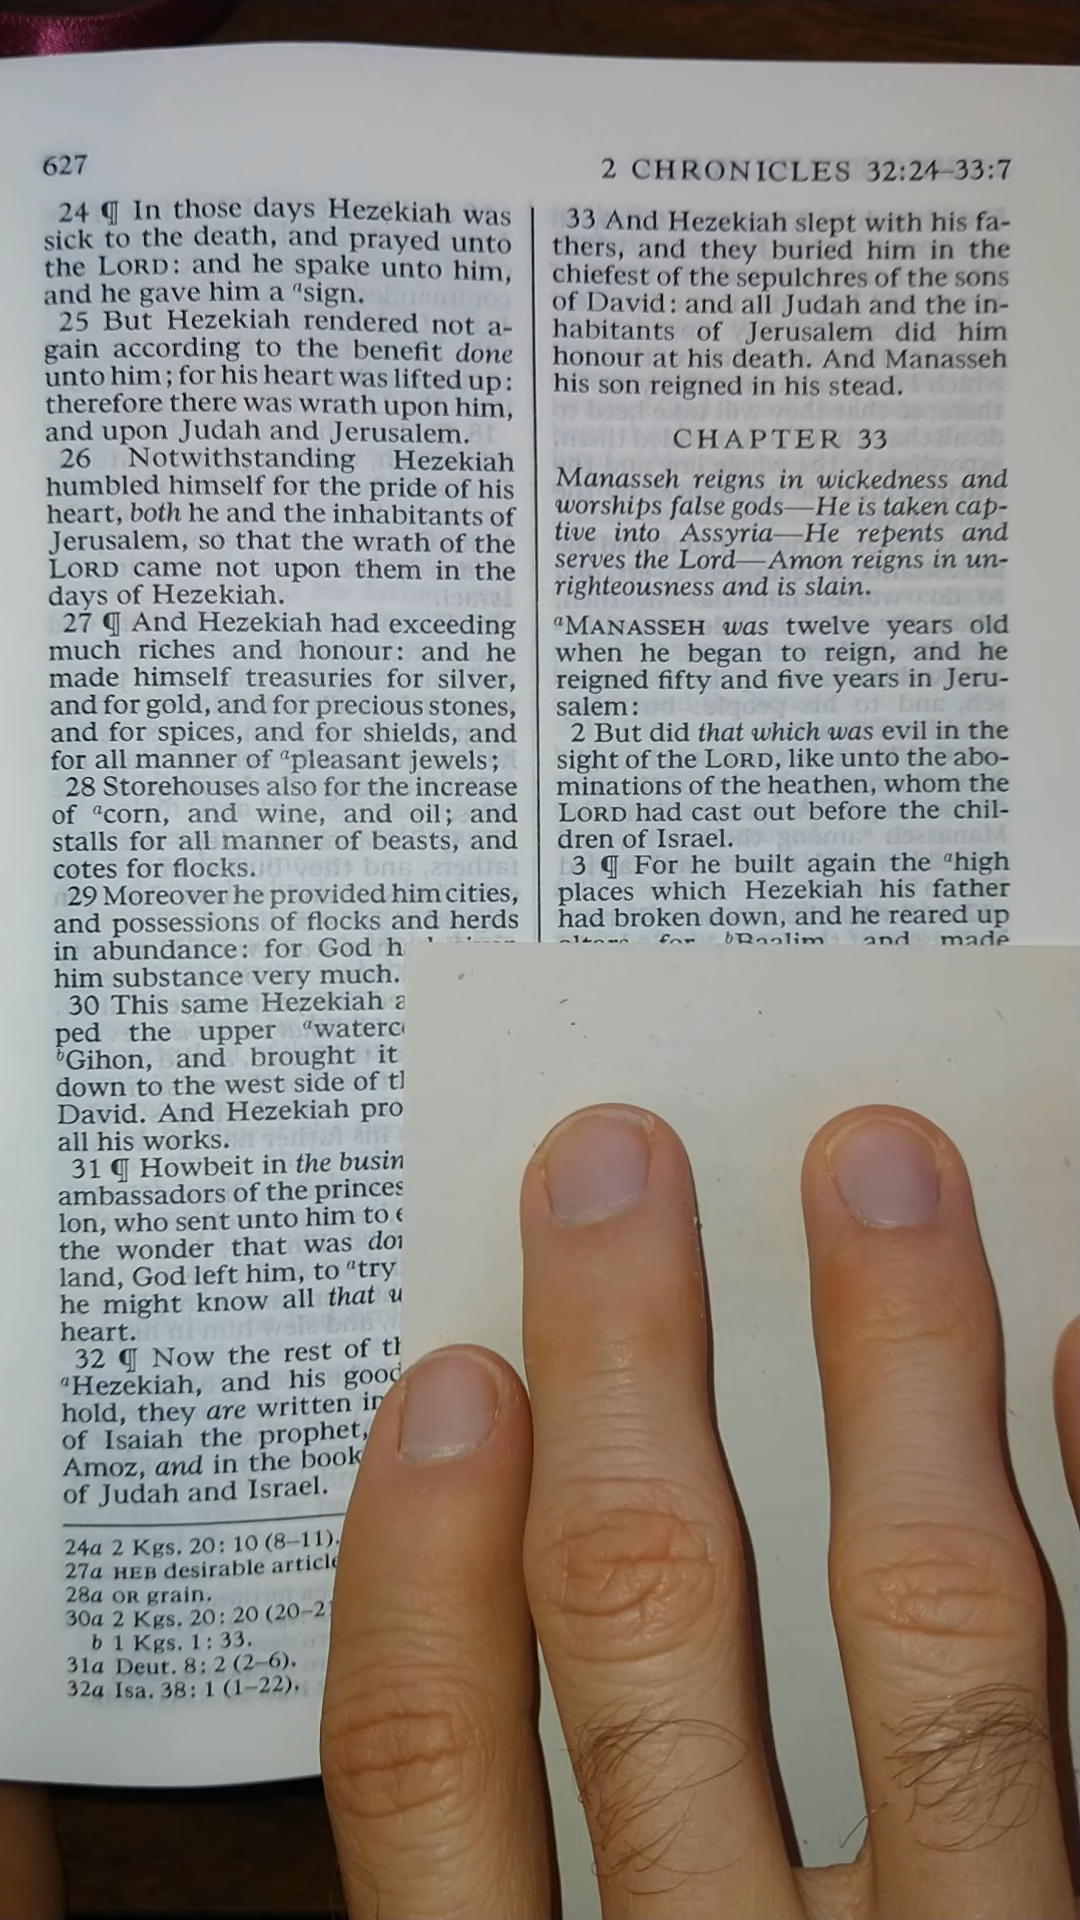 627
2 CHRONICLES 32:24–33:7
24 ¶ In those days Hezekiah was
sick to the death, and prayed unto
the LORD: and he spake unto him,
and he gave him a ᵃsign.
25 But Hezekiah rendered not a-
gain according to the benefit done
unto him; for his heart was lifted up:
therefore there was wrath upon him,
and upon Judah and Jerusalem.
26 Notwithstanding Hezekiah
humbled himself for the pride of his
heart, both he and the inhabitants of
Jerusalem, so that the wrath of the
LORD came not upon them in the
days of Hezekiah.
27 ¶ And Hezekiah had exceeding
much riches and honour: and he
made himself treasuries for silver,
and for gold, and for precious stones,
and for spices, and for shields, and
for all manner of ᵃpleasant jewels;
28 Storehouses also for the increase
of ᵃcorn, and wine, and oil; and
stalls for all manner of beasts, and
cotes for flocks.
29 Moreover he provided him cities,
and possessions of flocks and herds
in abundance: for God
him substance very much.
30 This same Hezekiah
ped the upper
ᵇGihon, and brought it
down to the west side of
David. And Hezekiah
all his works.
31 ¶ Howbeit in the
ambassadors of the
lon, who sent unto him to
the wonder that was
land, God left him, to ᵃtry
he might know all that
heart.
32 ¶ Now the rest of
ᵃHezekiah, and his
hold, they are written
of Isaiah the prophet,
Amoz, and in the book
of Judah and Israel.
24a 2 Kgs. 20: 10 (8–11).
27a HEB desirable
28a OR grain.
30a 2 Kgs. 20: 20
b 1 Kgs. 1: 33.
31a Deut. 8: 2 (2–6).
32a Isa. 38: 1 (1–22).
33 And Hezekiah slept with his fa-
thers, and they buried him in the
chiefest of the sepulchres of the sons
of David: and all Judah and the in-
habitants of Jerusalem did him
honour at his death. And Manasseh
his son reigned in his stead.
CHAPTER 33
Manasseh reigns in wickedness and
worships false gods—He is taken cap-
tive into Assyria—He repents and
serves the Lord—Amon reigns in un-
righteousness and is slain.
ᵃMANASSEH was twelve years old
when he began to reign, and he
reigned fifty and five years in Jeru-
salem:
2 But did that which was evil in the
sight of the LORD, like unto the abo-
minations of the heathen, whom the
LORD had cast out before the chil-
dren of Israel.
3 ¶ For he built again the ᵃhigh
places which Hezekiah his father
had broken down, and he reared up
for ᵇBaalim and made